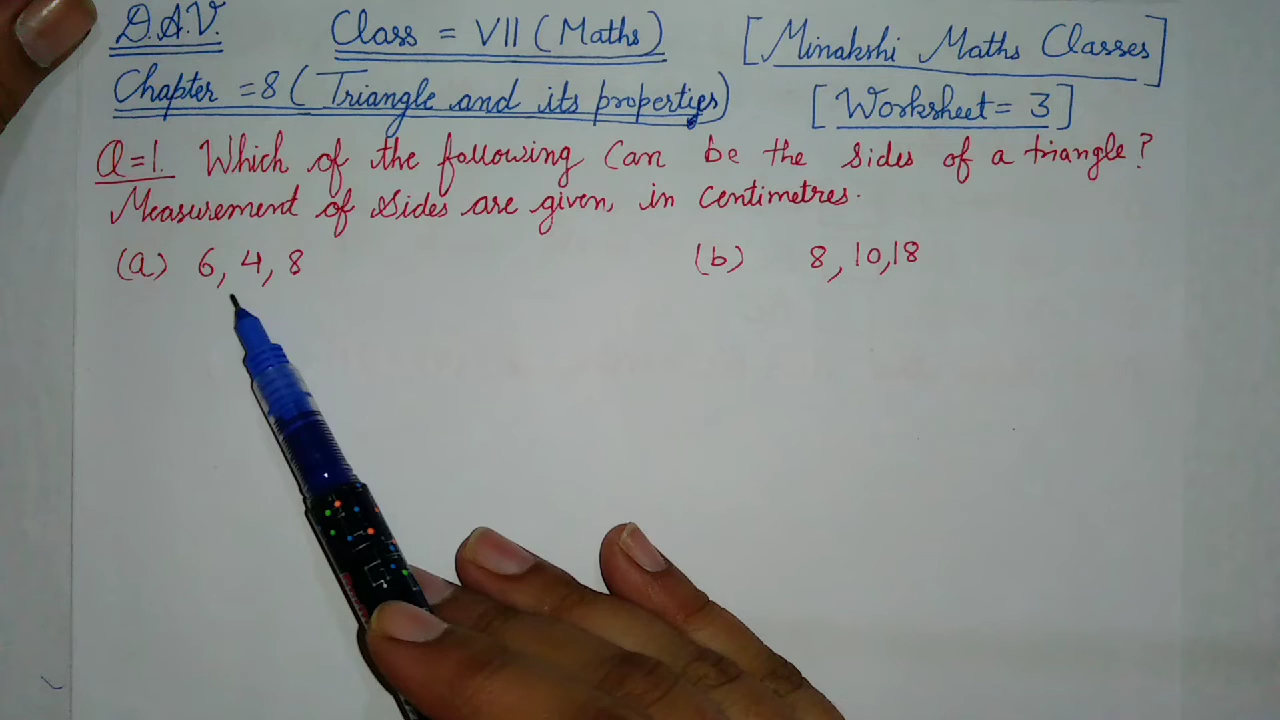 D.A.V. Class = VII (Maths) [Minakshi Maths Classes]
Chapter = 8 (Triangle and its properties) [Worksheet = 3]
Q=1. Which of the following Can be the sides of a triangle?
Measurement of sides are given, in centimetres.
(a) 6, 4, 8 (b) 8, 10, 18